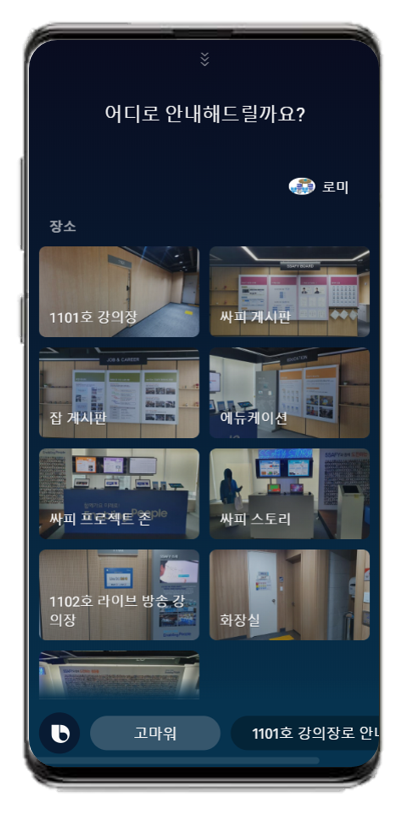 어디로 안내해드릴까요?
로미
장소
1101호 강의장
싸피 게시판
잡 게시판
에듀케이션
싸피 프로젝트 존
싸피 스토리
1102호 라이브 방송 강
의장
화장실
고마워
1101호 강의장로 안내
JOB & CAREER
People